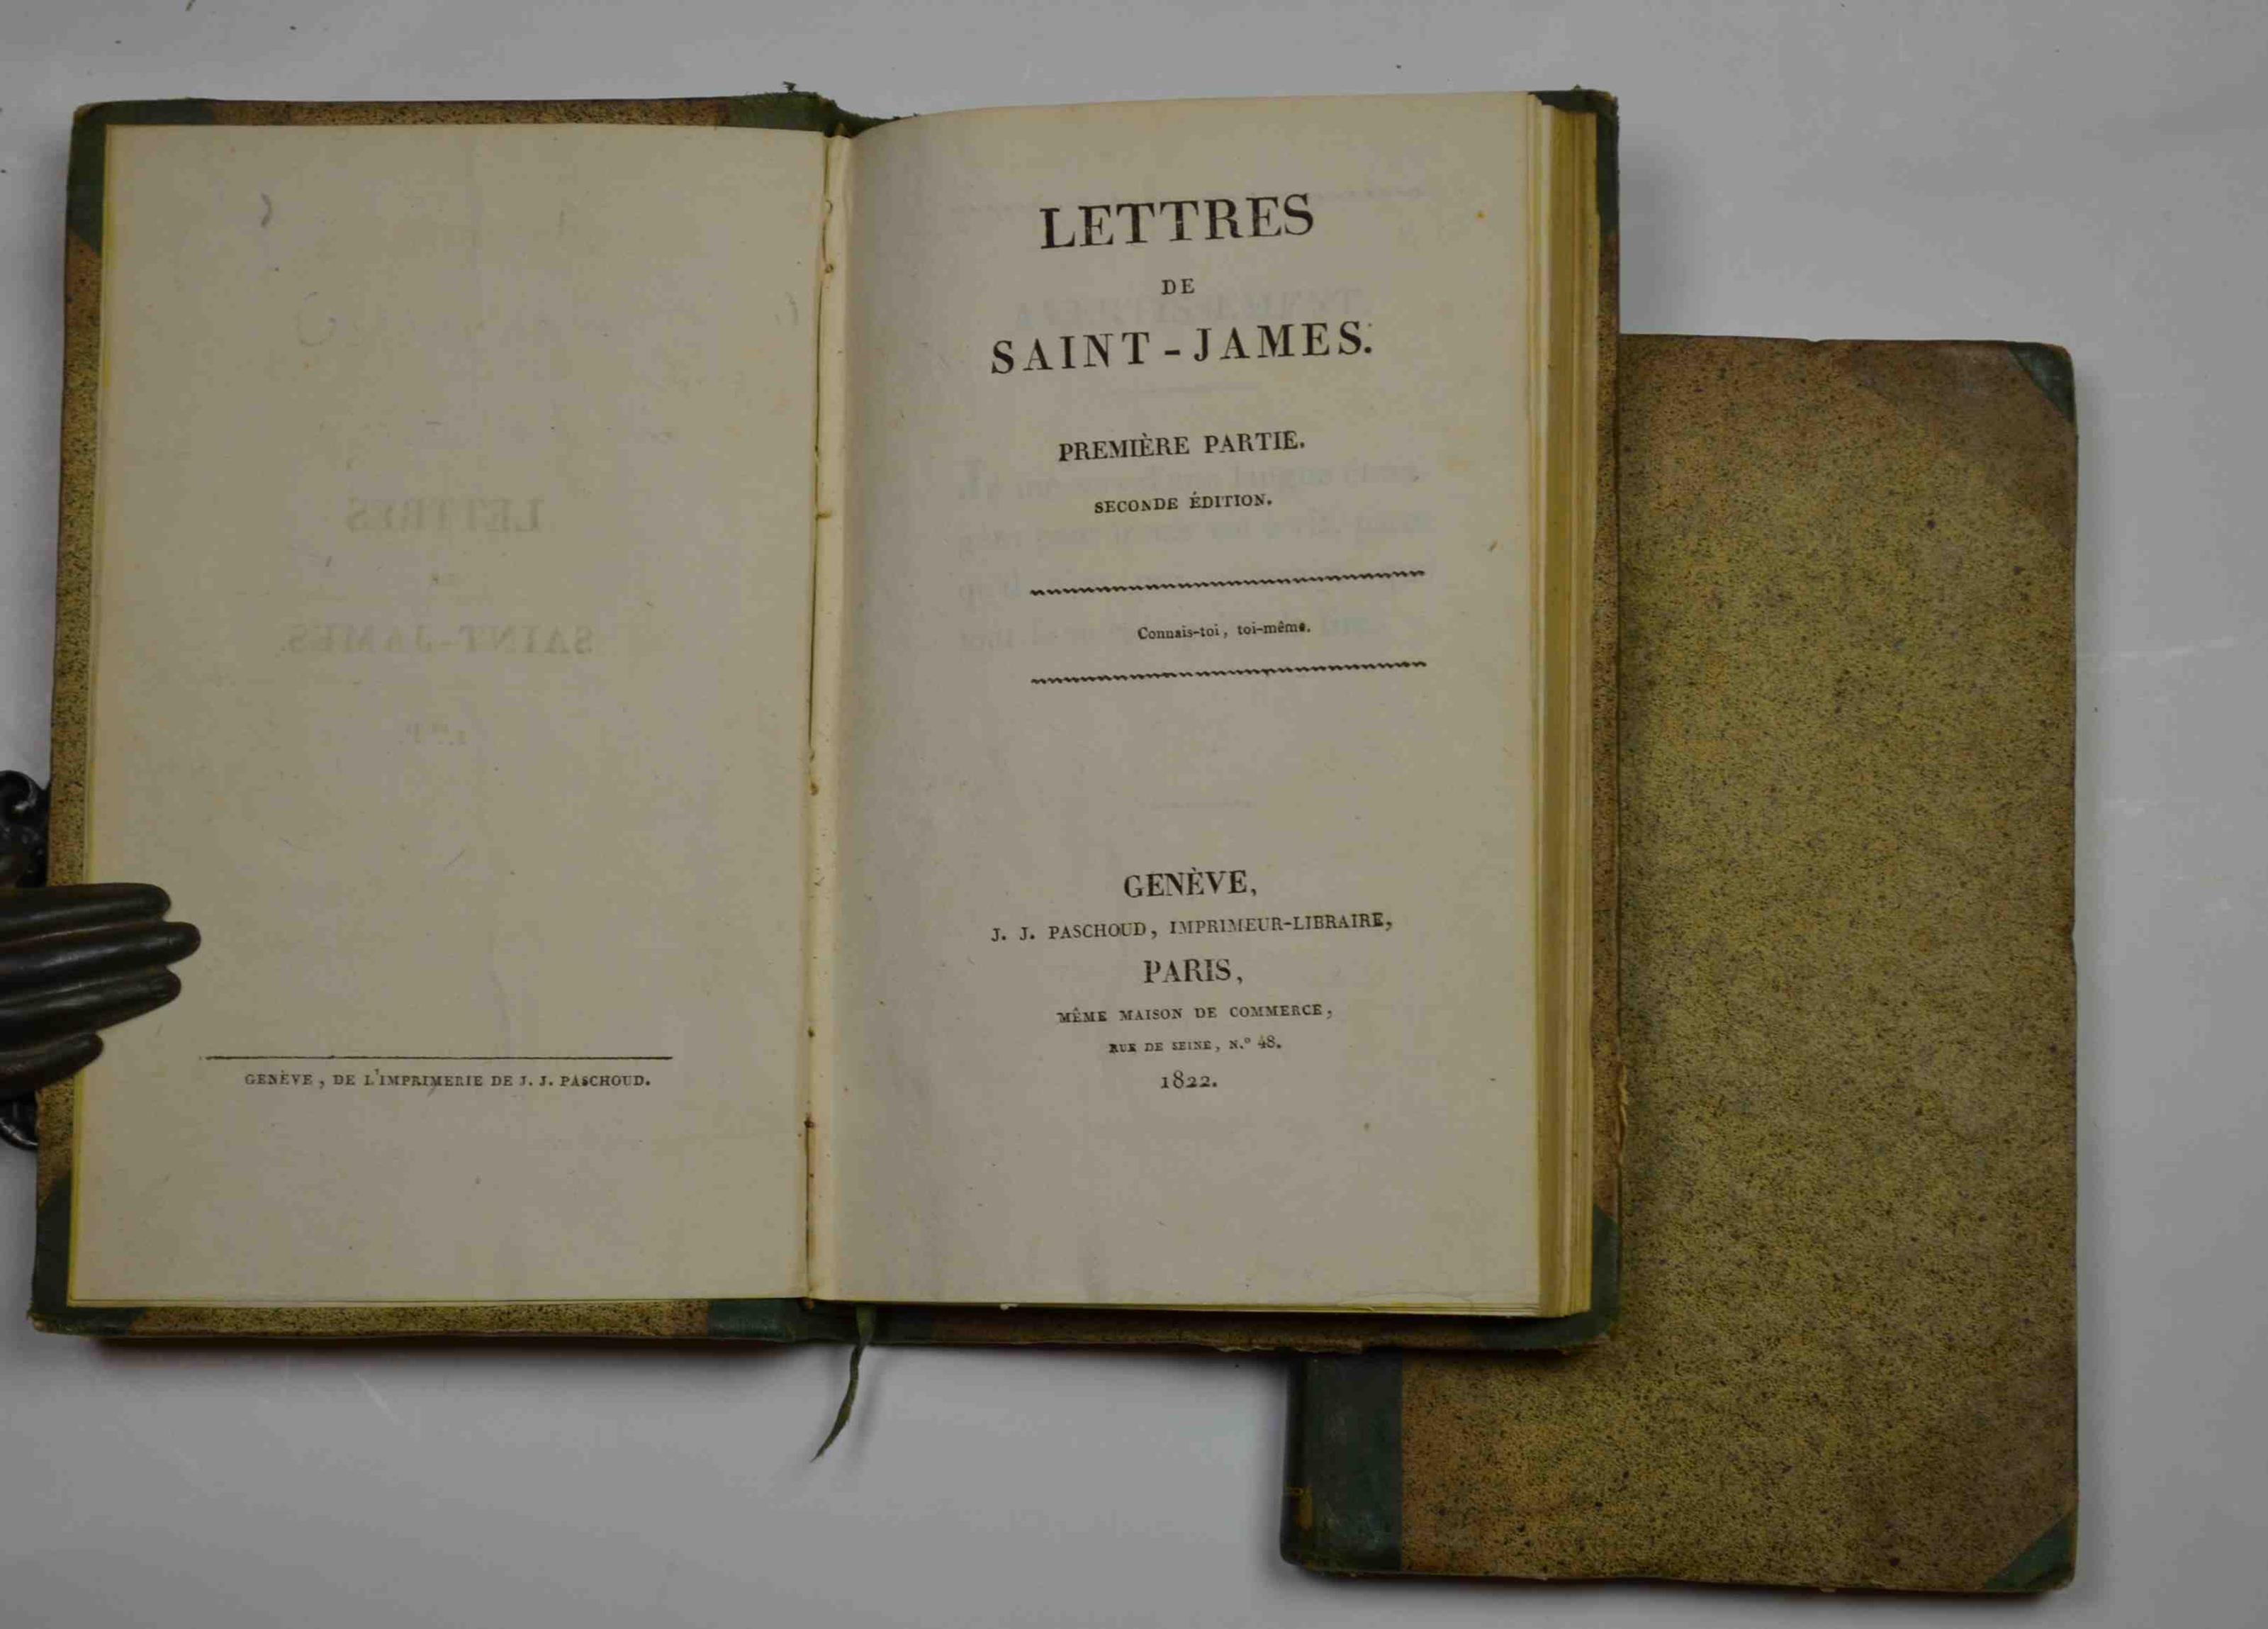 GENÈVE, DE L'IMPRIMERIE DE J. J. PASCHOUD.
LETTRES
DE
SAINT-JAMES.
PREMIÈRE PARTIE.
SECONDE ÉDITION.
Connais-toi, toi-même.
GENÈVE,
J. J. PASCHOUD, IMPRIMEUR-LIBRAIRE,
PARIS,
MÊME MAISON DE COMMERCE,
RUE DE SEINE, N.º 48.
1822.